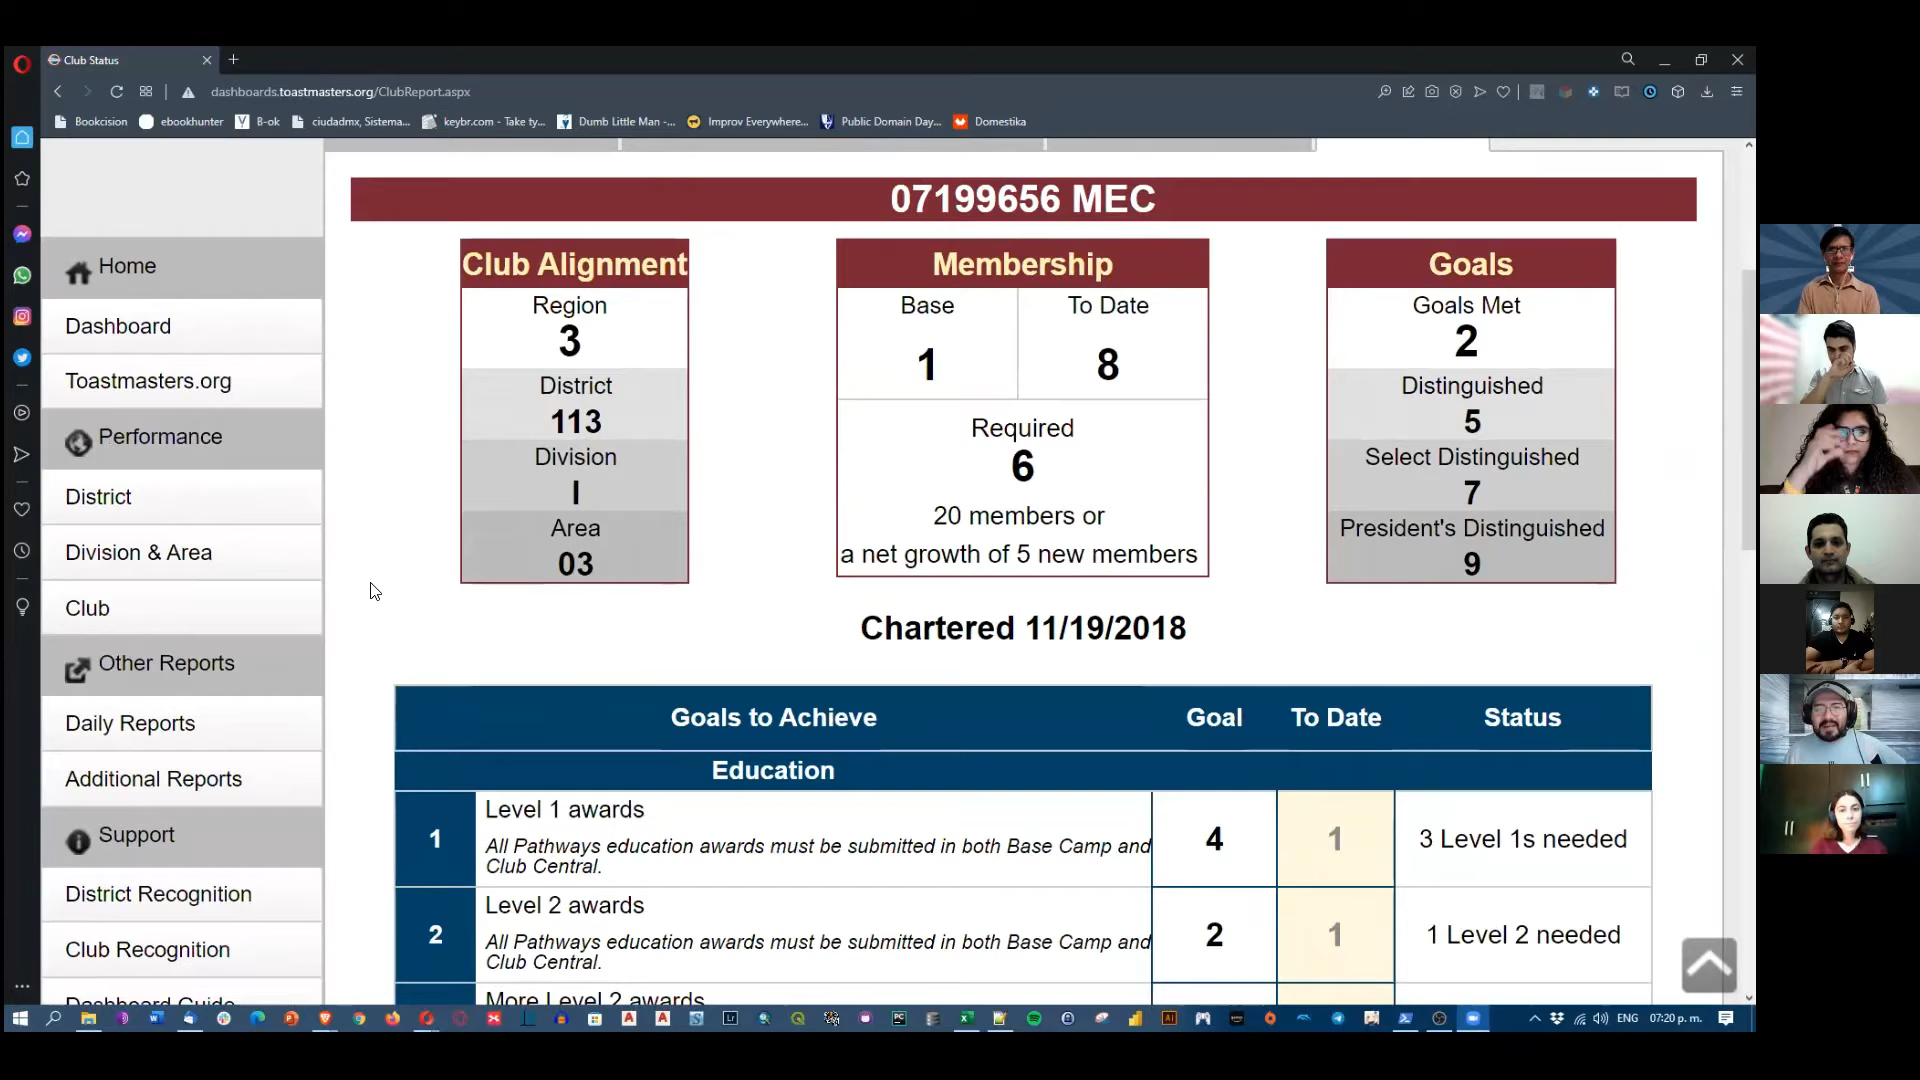 Club Status
dashboards.toastmasters.org/ClubReport.aspx
Bookcision
ebookhunter
B-ok
ciudadmx, Sistema...
keybr.com - Take ty...
Dumb Little Man -...
Improv Everywhere...
Public Domain Day...
Domestika
07199656 MEC
Home
Dashboard
Toastmasters.org
Performance
District
Division & Area
Club
Other Reports
Daily Reports
Additional Reports
Support
District Recognition
Club Recognition
Dashboard Guide
Club Alignment
Region
3
District
113
Division
I
Area
03
Membership
Base
1
To Date
8
Required
6
20 members or
a net growth of 5 new members
Goals
Goals Met
2
Distinguished
5
Select Distinguished
7
President's Distinguished
9
Chartered 11/19/2018
Goals to Achieve Goal To Date Status
Education
1
Level 1 awards
All Pathways education awards must be submitted in both Base Camp and
Club Central.
4
1
3 Level 1s needed
2
Level 2 awards
All Pathways education awards must be submitted in both Base Camp and
Club Central.
2
1
1 Level 2 needed
More Level 2 awards
ENG
07:20 p. m.